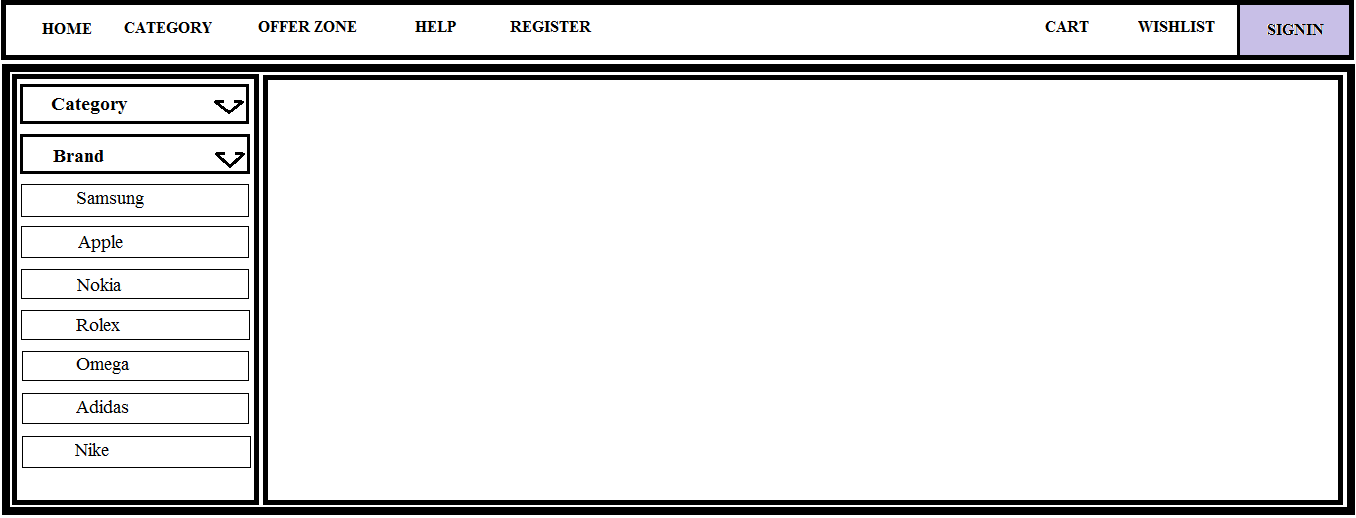 HOME CATEGORY OFFER ZONE HELP REGISTER CART WISHLIST SIGNIN
Category
Brand
Samsung
Apple
Nokia
Rolex
Omega
Adidas
Nike